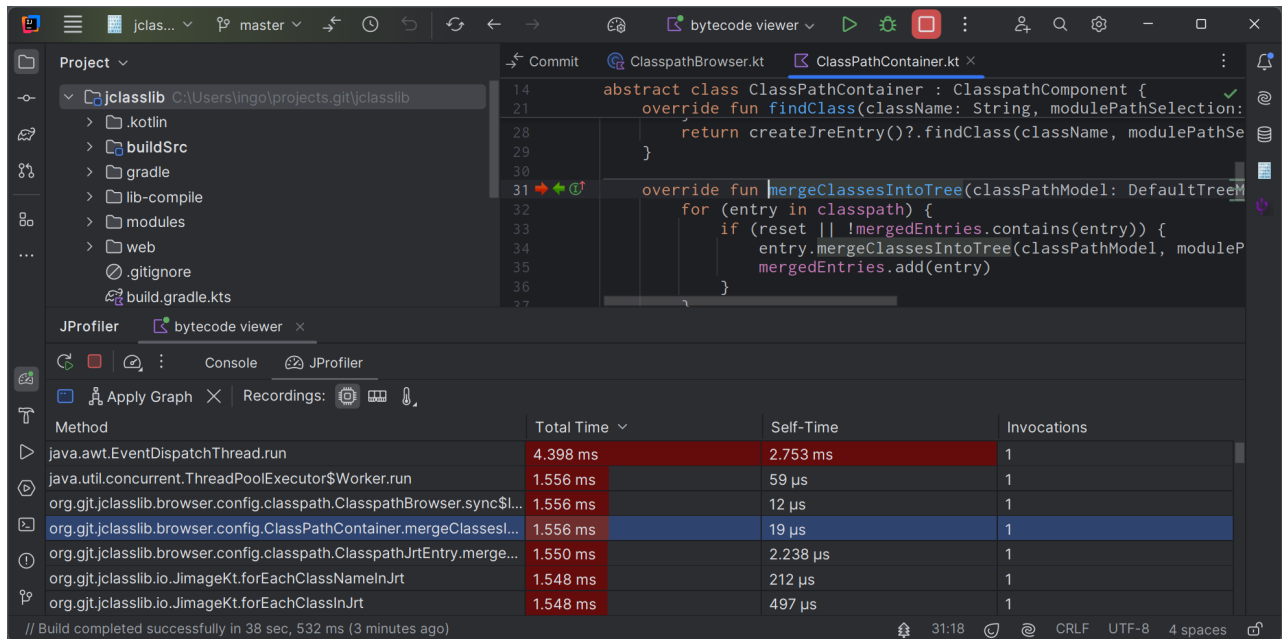 jclas...
master
bytecode viewer
Project
Commit
ClasspathBrowser.kt
ClassPathContainer.kt
jclasslib C:\Users\ingo\projects.git\jclasslib
.kotlin
buildSrc
gradle
lib-compile
modules
web
.gitignore
build.gradle.kts
14 abstract class ClassPathContainer : ClasspathComponent {
21 override fun findClass(className: String, modulePathSelection:
28 return createJreEntry()?.findClass(className, modulePathSe
29 }
30
31 override fun mergeClassesIntoTree(classPathModel: DefaultTreeM
32 for (entry in classpath) {
33 if (reset || !mergedEntries.contains(entry)) {
34 entry.mergeClassesIntoTree(classPathModel, moduleP
35 mergedEntries.add(entry)
36 }
37 }
JProfiler
bytecode viewer
Console
JProfiler
Apply Graph
Recordings:
Method Total Time Self-Time Invocations
java.awt.EventDispatchThread.run 4.398 ms 2.753 ms 1
java.util.concurrent.ThreadPoolExecutor$Worker.run 1.556 ms 59 µs 1
org.gjt.jclasslib.browser.config.classpath.ClasspathBrowser.sync$l... 1.556 ms 12 µs 1
org.gjt.jclasslib.browser.config.ClassPathContainer.mergeClassesI... 1.556 ms 19 µs 1
org.gjt.jclasslib.browser.config.classpath.ClasspathJrtEntry.merge... 1.550 ms 2.238 µs 1
org.gjt.jclasslib.io.JimageKt.forEachClassNameInJrt 1.548 ms 212 µs 1
org.gjt.jclasslib.io.JimageKt.forEachClassInJrt 1.548 ms 497 µs 1
// Build completed successfully in 38 sec, 532 ms (3 minutes ago)
31:18
CRLF
UTF-8
4 spaces